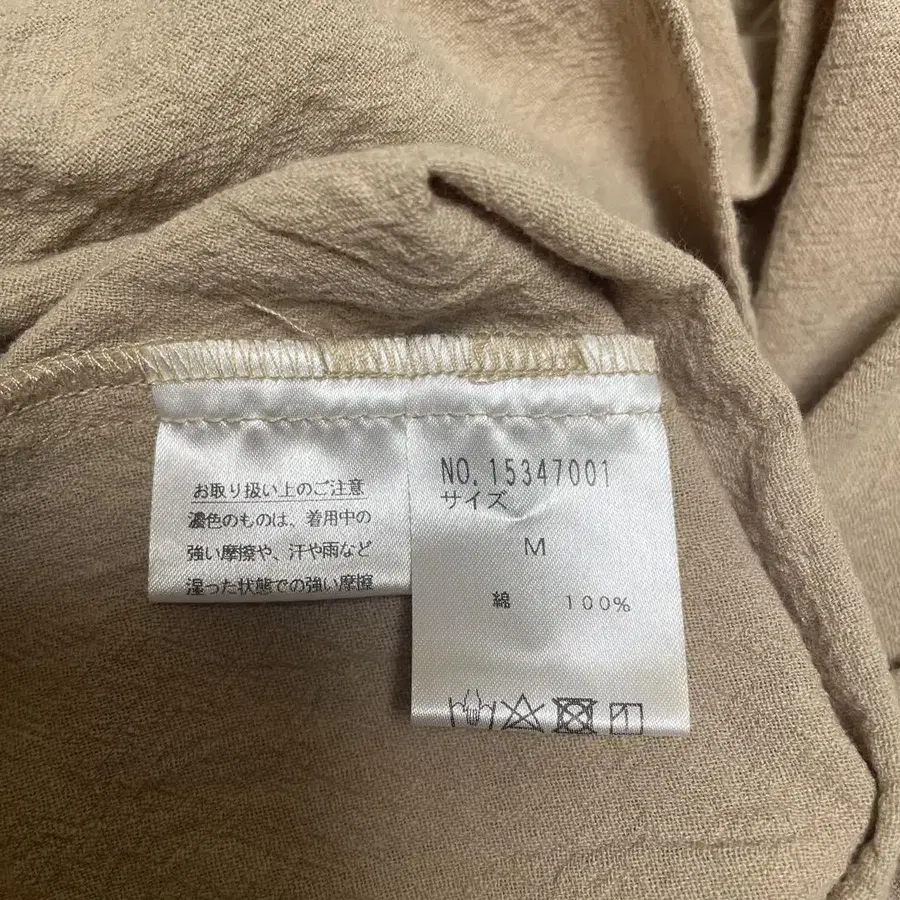 お取り扱い上のご注意
濃色のものは、着用中の
強い摩擦や、汗や雨など
湿った状態での強い摩擦
NO.15347001
サイズ
M
綿 100%